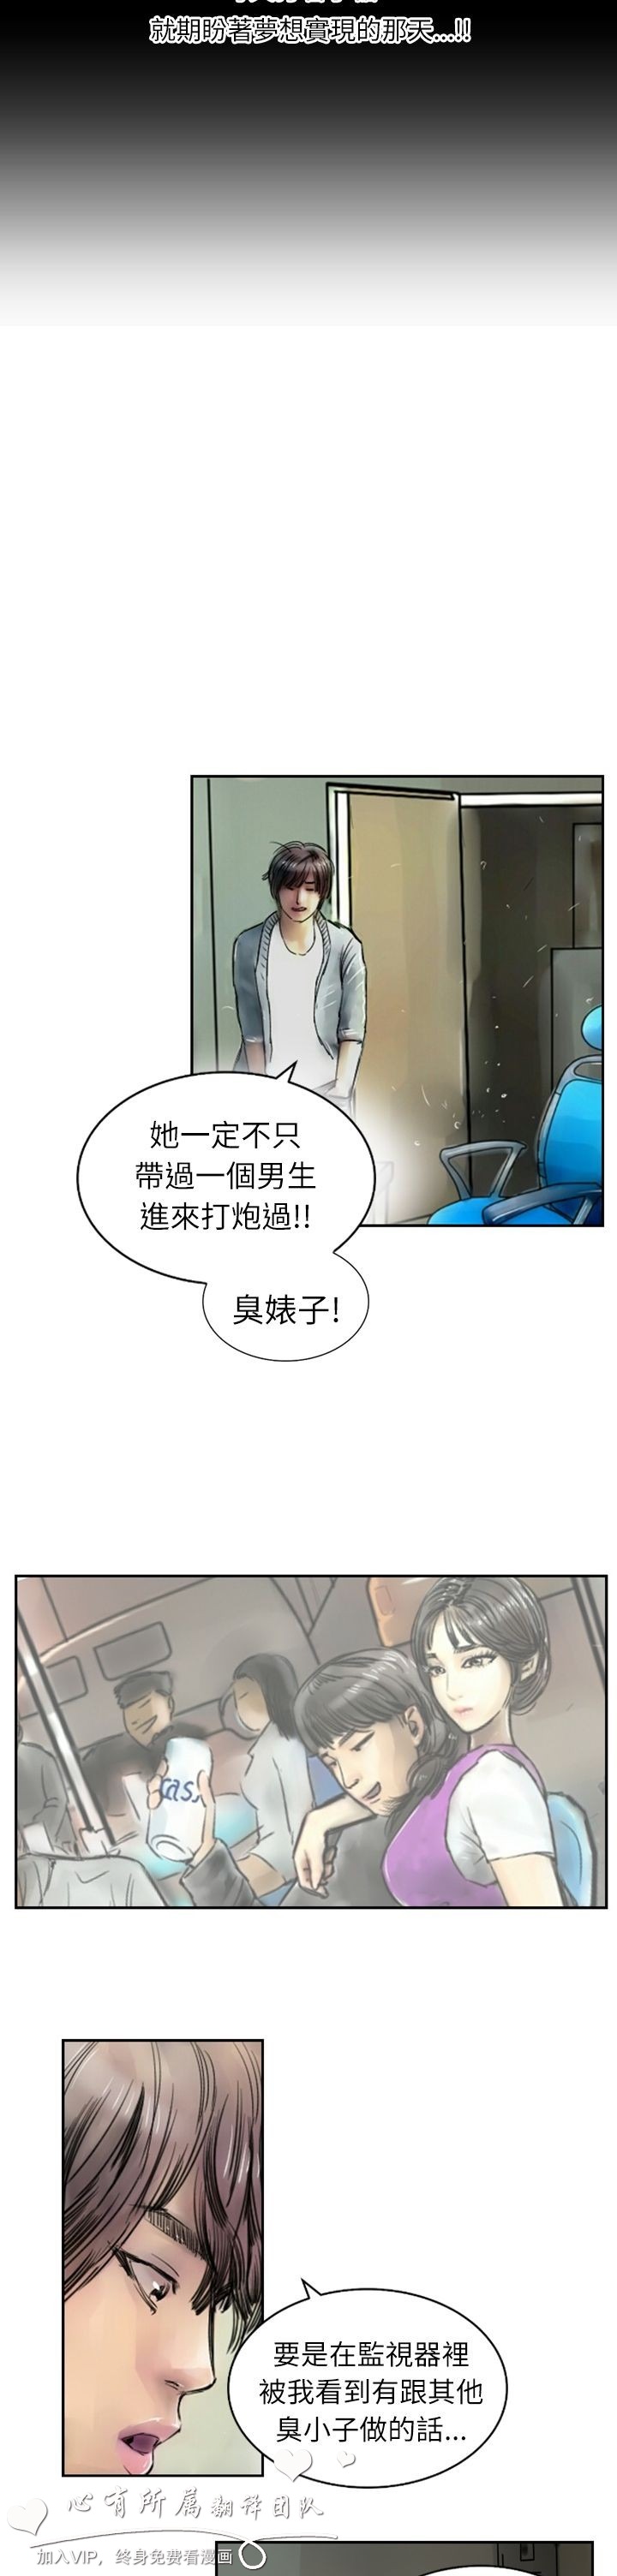 就期盼著夢想實現的那天...!!
她一定不只
帶過一個男生
進來打炮過!!
臭婊子!
cas
要是在監視器裡
被我看到有跟其他
臭小子做的話...
心有所属翻译团队
加入VIP，终身免费看漫画